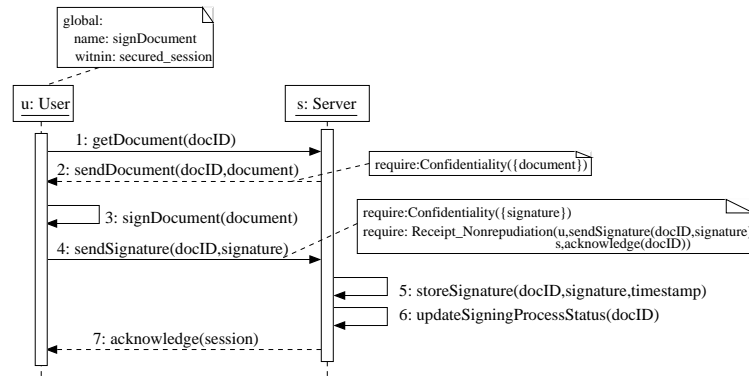 global:
name: signDocument
witnin: secured_session
u: User
s: Server
1: getDocument(docID)
2: sendDocument(docID,document)
require:Confidentiality({document})
3: signDocument(document)
require:Confidentiality({signature})
require: Receipt_Nonrepudiation(u,sendSignature(docID,signature)
s,acknowledge(docID))
4: sendSignature(docID,signature)
5: storeSignature(docID,signature,timestamp)
6: updateSigningProcessStatus(docID)
7: acknowledge(session)